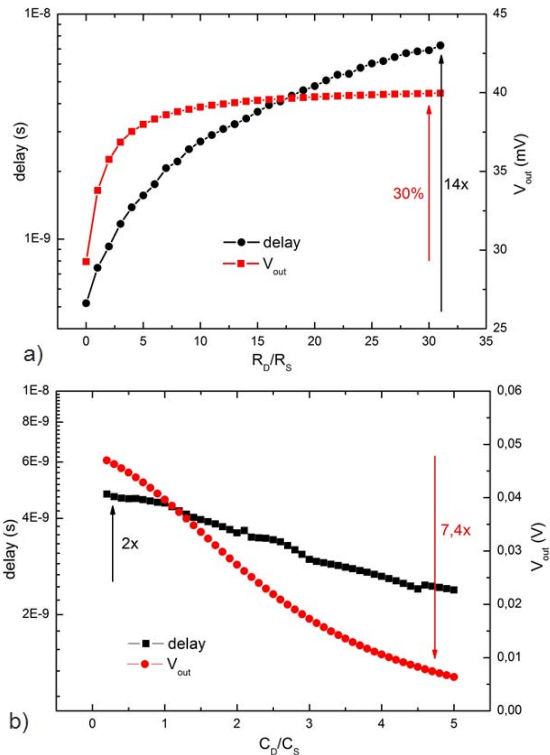 1E-8
45
40
delay (s)
35
V_out (mV)
30%
14x
delay
V_out
1E-9
30
25
0 5 10 15 20 25 30 35
a)
R_D/R_S
1E-8
8E-9
6E-9
4E-9
2E-9
delay (s)
0,06
0,05
0,04
0,03
0,02
0,01
0,00
V_out (V)
2x
7,4x
delay
V_out
0 1 2 3 4 5
b)
C_D/C_S